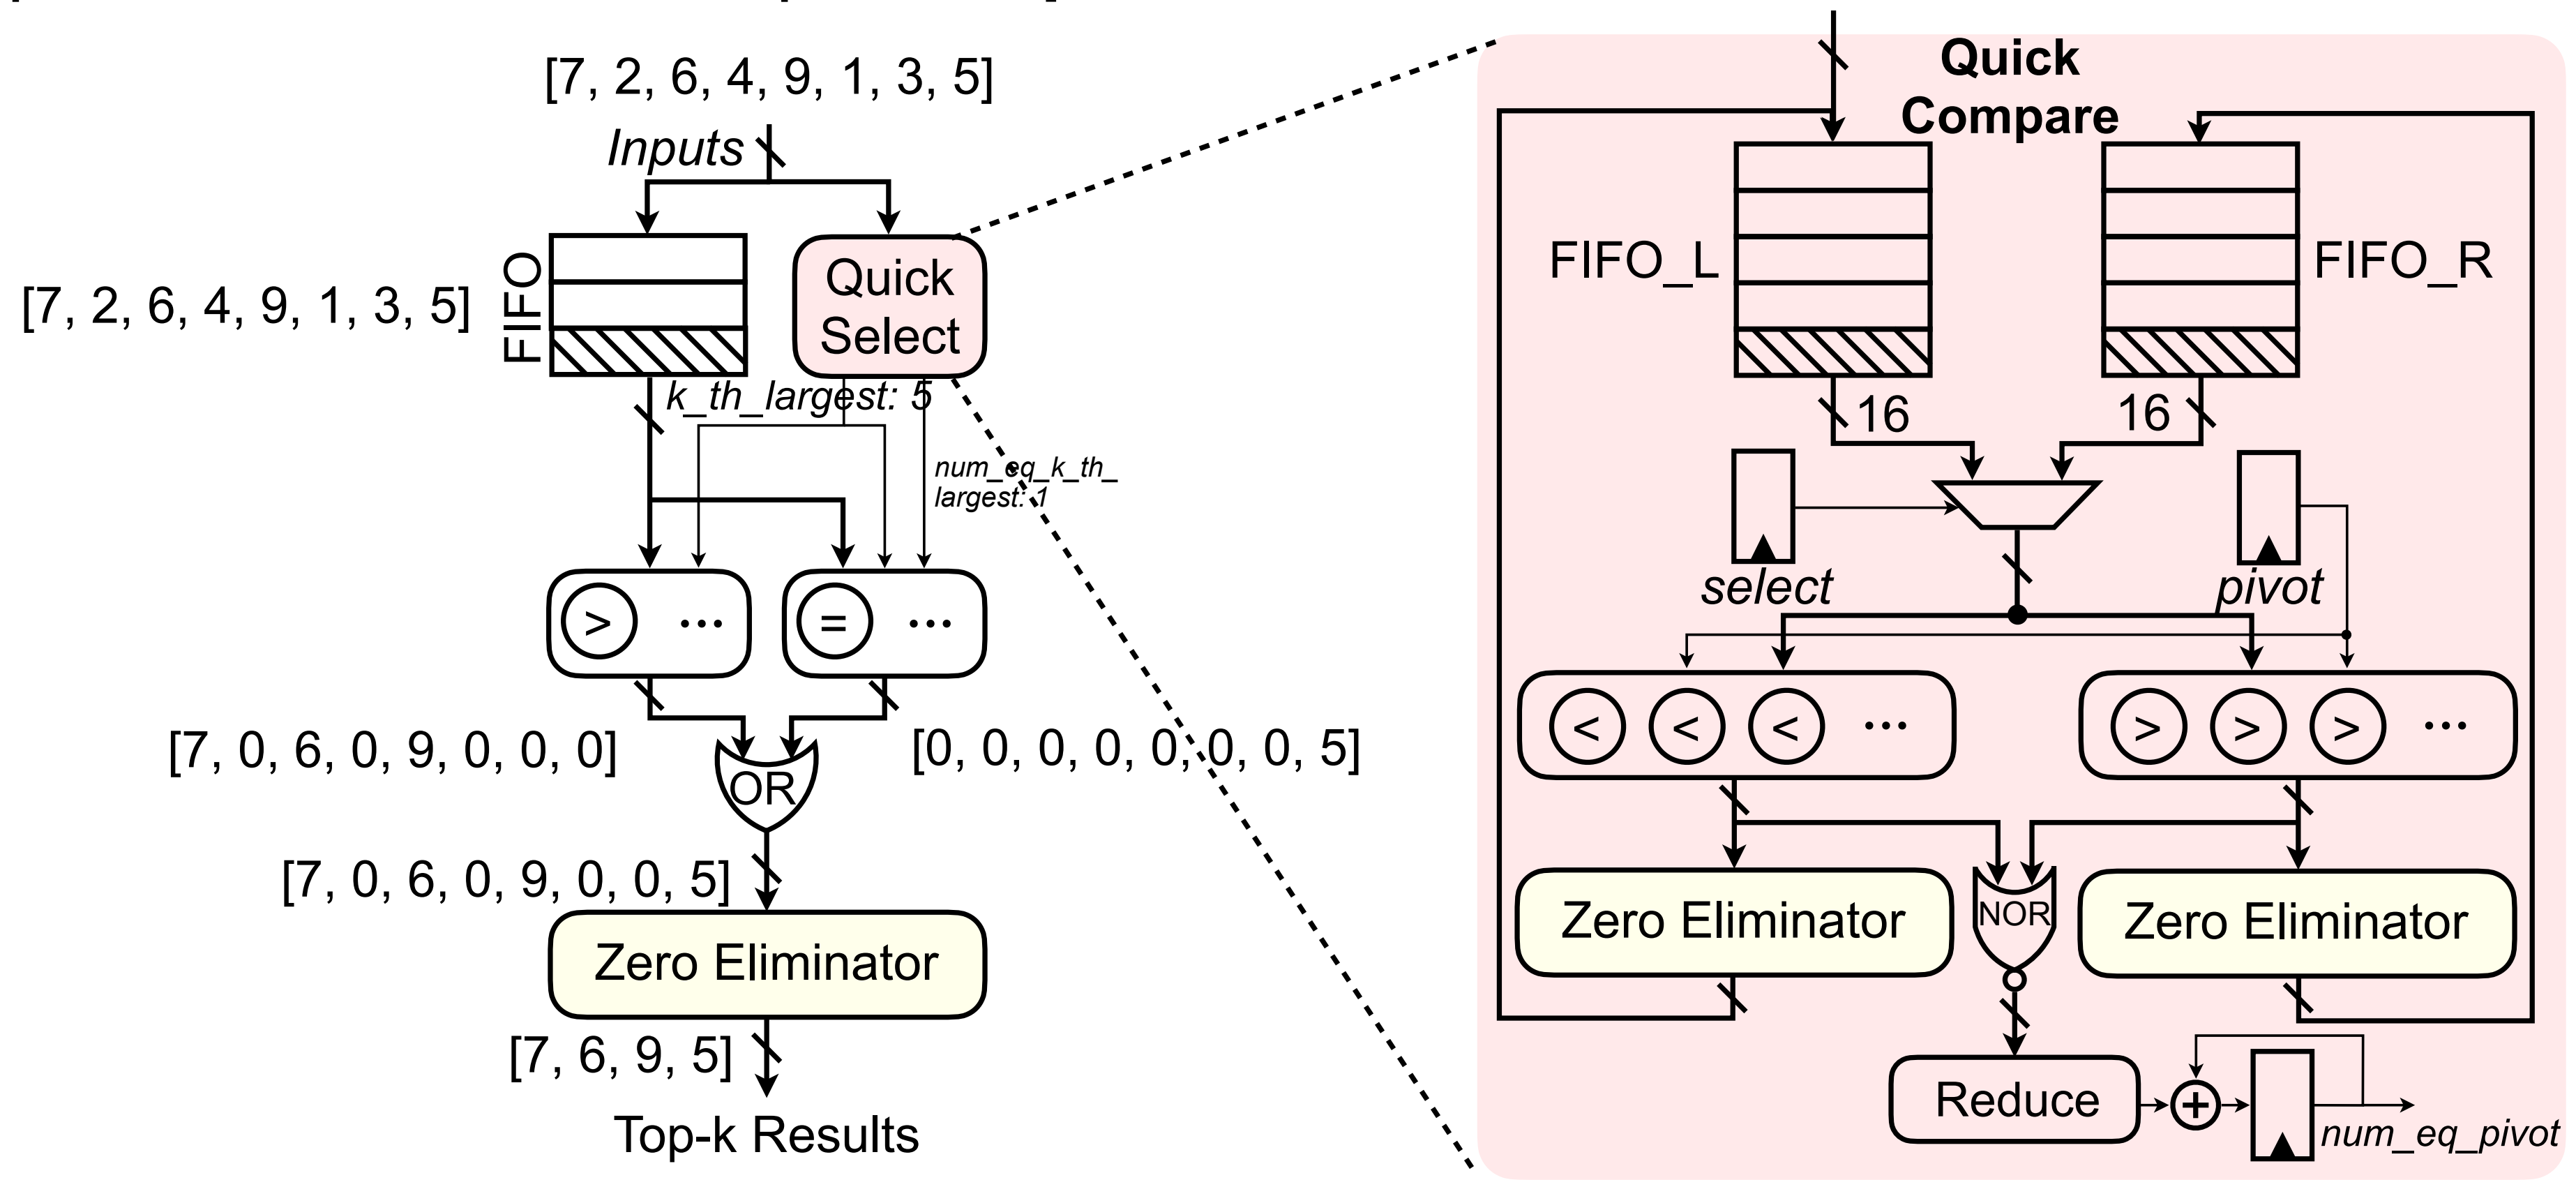 [7, 2, 6, 4, 9, 1, 3, 5]
Inputs
FIFO
[7, 2, 6, 4, 9, 1, 3, 5]
Quick
Select
k_th_largest: 5
num_eq_k_th_
largest: 1
> ...
= ...
[7, 0, 6, 0, 9, 0, 0, 0]
[0, 0, 0, 0, 0, 0, 0, 5]
OR
[7, 0, 6, 0, 9, 0, 0, 5]
Zero Eliminator
[7, 6, 9, 5]
Top-k Results
Quick
Compare
FIFO_L
FIFO_R
16
16
select
pivot
< < < ...
> > > ...
Zero Eliminator
NOR
Zero Eliminator
Reduce
+
num_eq_pivot